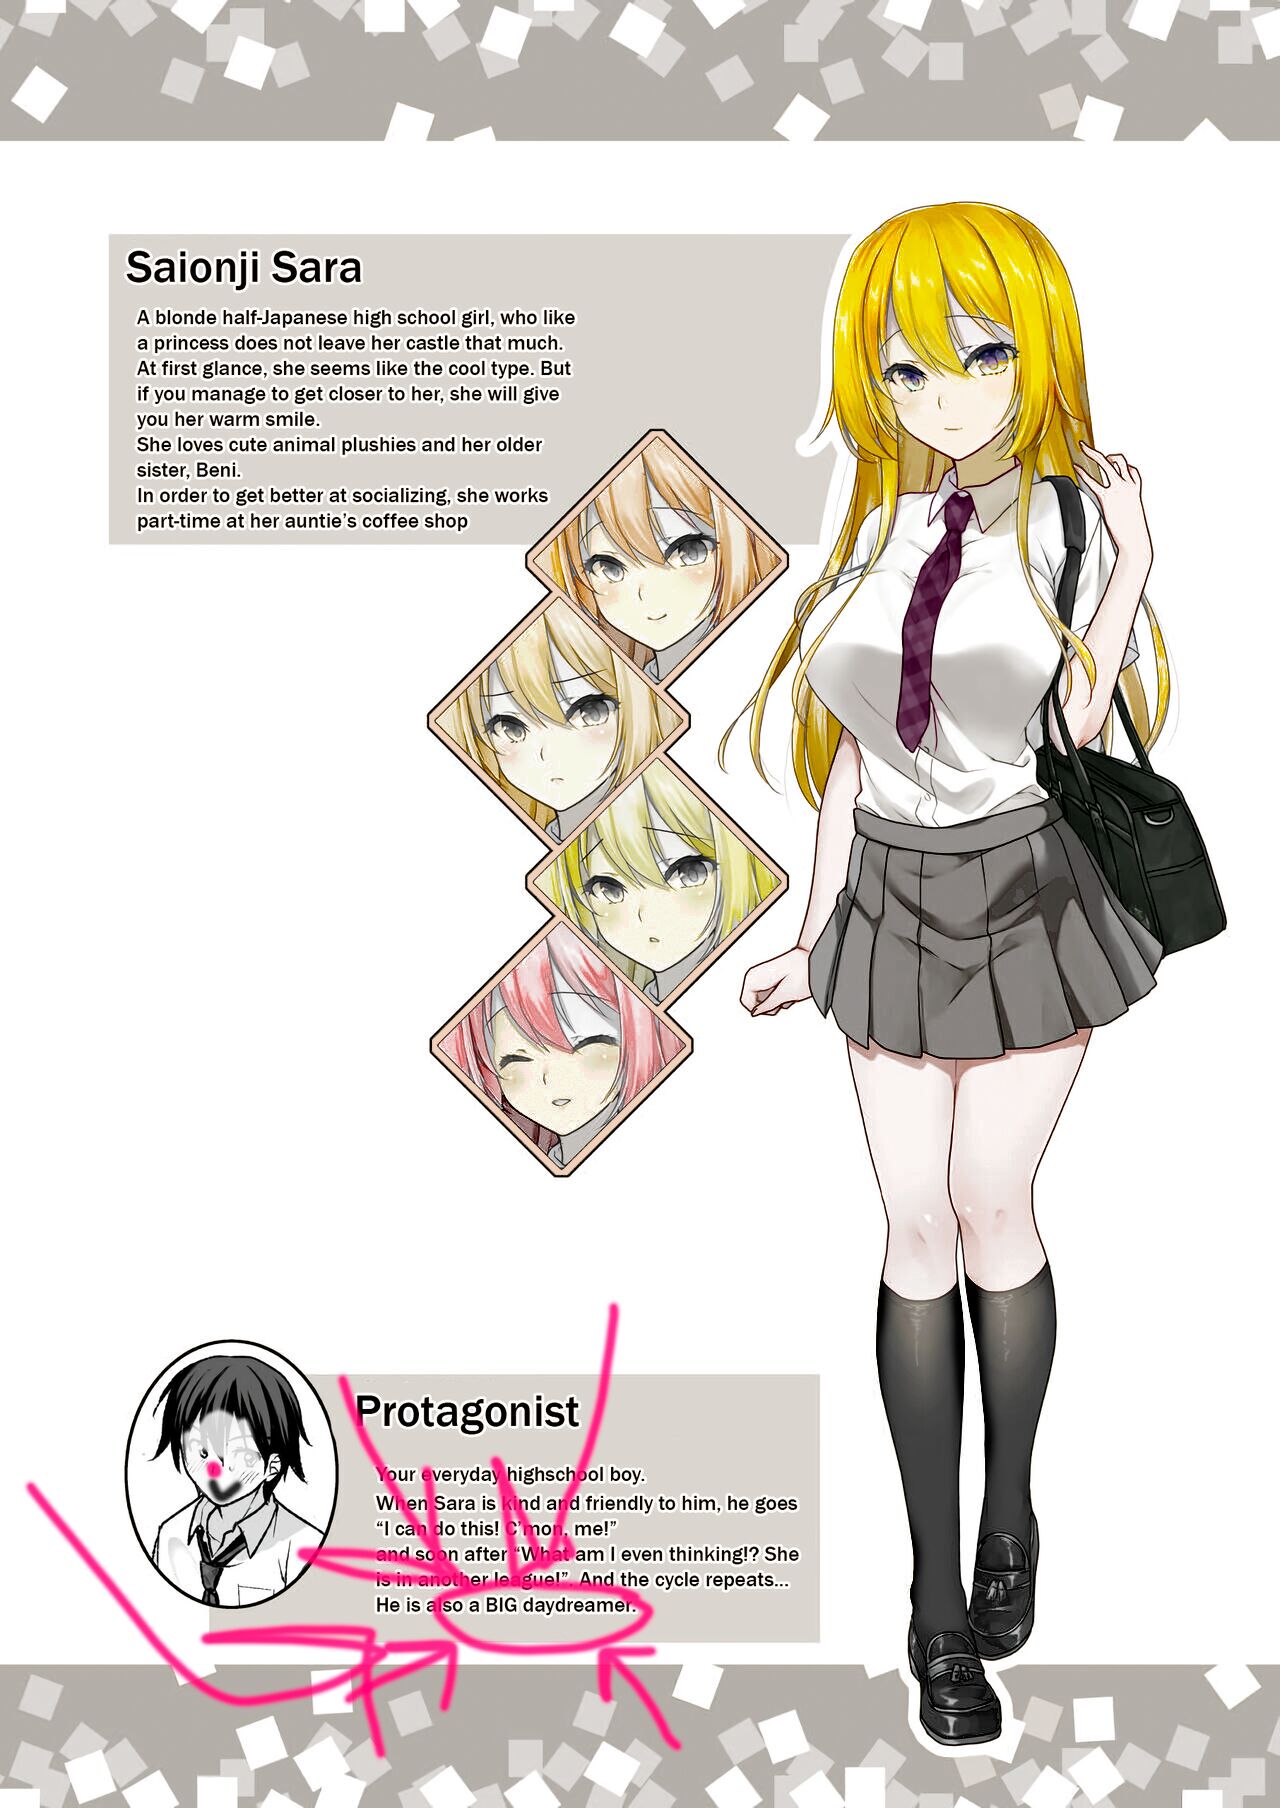 Saionji Sara
A blonde half-Japanese high school girl, who like
a princess does not leave her castle that much.
At first glance, she seems like the cool type. But
if you manage to get closer to her, she will give
you her warm smile.
She loves cute animal plushies and her older
sister, Beni.
In order to get better at socializing, she works
part-time at her auntie's coffee shop
Protagonist
Your everyday highschool boy.
When Sara is kind and friendly to him, he goes
“I can do this! C'mon, me!”
and soon after “What am I even thinking!? She
is in another league!”. And the cycle repeats...
He is also a BIG daydreamer.